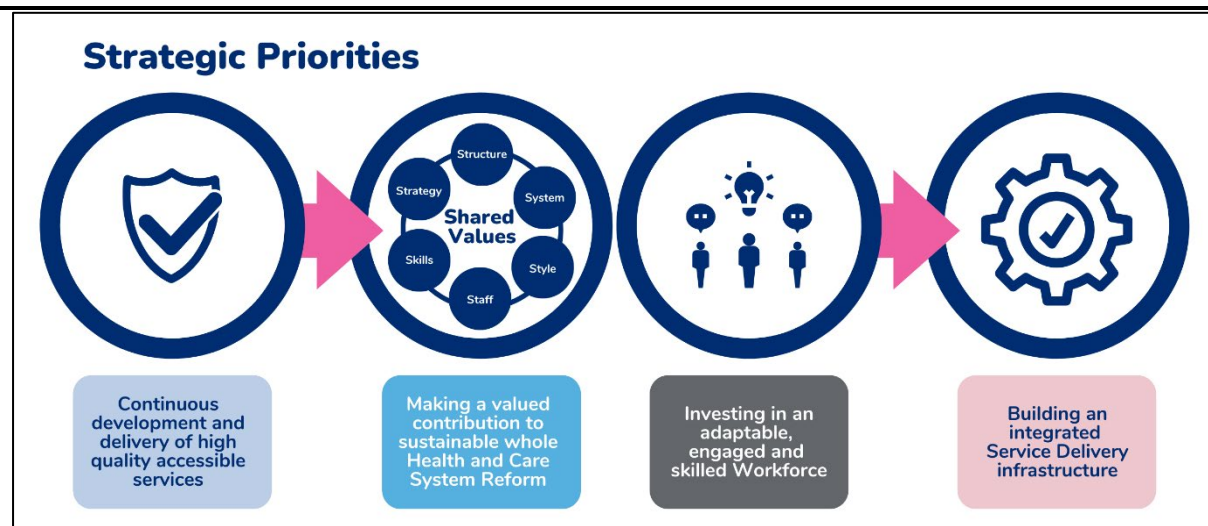 Strategic Priorities
Structure
Strategy
System
Shared
Values
Skills
Style
Staff
Continuous
development and
delivery of high
quality accessible
services
Making a valued
contribution to
sustainable whole
Health and Care
System Reform
Investing in an
adaptable,
engaged and
skilled Workforce
Building an
integrated
Service Delivery
infrastructure